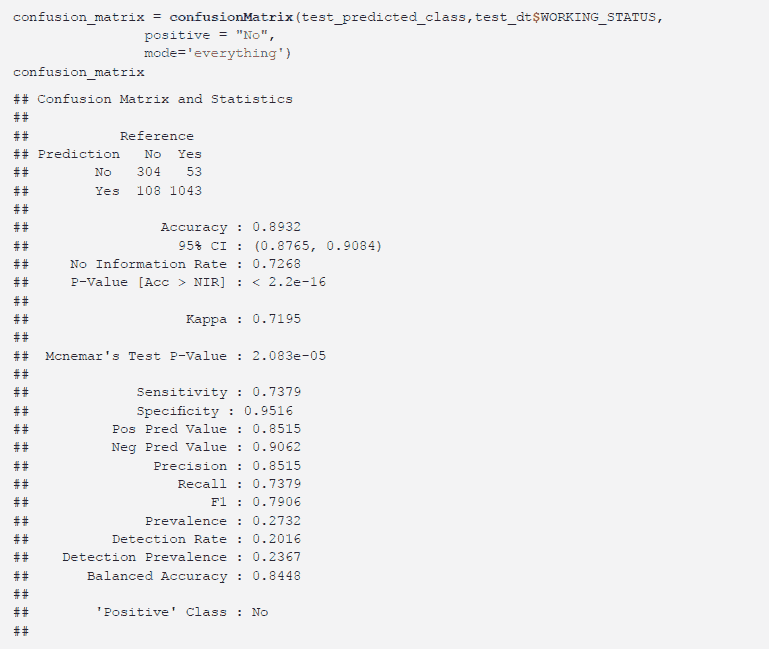 confusion_matrix = confusionMatrix(test_predicted_class,test_dt$WORKING_STATUS,
                positive = "No",
                mode='everything')
confusion_matrix
## Confusion Matrix and Statistics
##
##           Reference
## Prediction   No  Yes
##        No   304   53
##        Yes  108 1043
##
##                Accuracy : 0.8932
##                  95% CI : (0.8765, 0.9084)
##     No Information Rate : 0.7268
##     P-Value [Acc > NIR] : < 2.2e-16
##
##                   Kappa : 0.7195
##
##  Mcnemar's Test P-Value : 2.083e-05
##
##             Sensitivity : 0.7379
##             Specificity : 0.9516
##          Pos Pred Value : 0.8515
##          Neg Pred Value : 0.9062
##               Precision : 0.8515
##                  Recall : 0.7379
##                      F1 : 0.7906
##              Prevalence : 0.2732
##          Detection Rate : 0.2016
##    Detection Prevalence : 0.2367
##       Balanced Accuracy : 0.8448
##
##        'Positive' Class : No
##